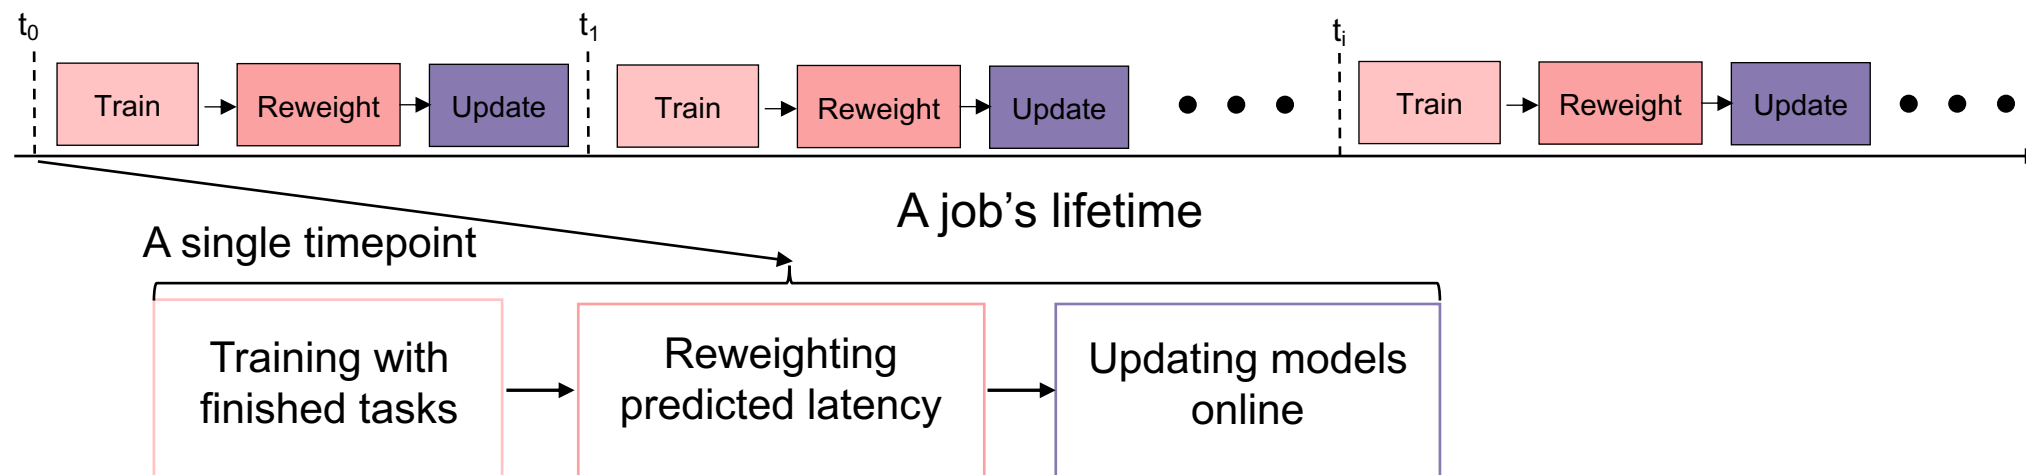 t0 t1 ti
Train Reweight Update Train Reweight Update Train Reweight Update
A job’s lifetime
A single timepoint
Training with
finished tasks
Reweighting
predicted latency
Updating models
online